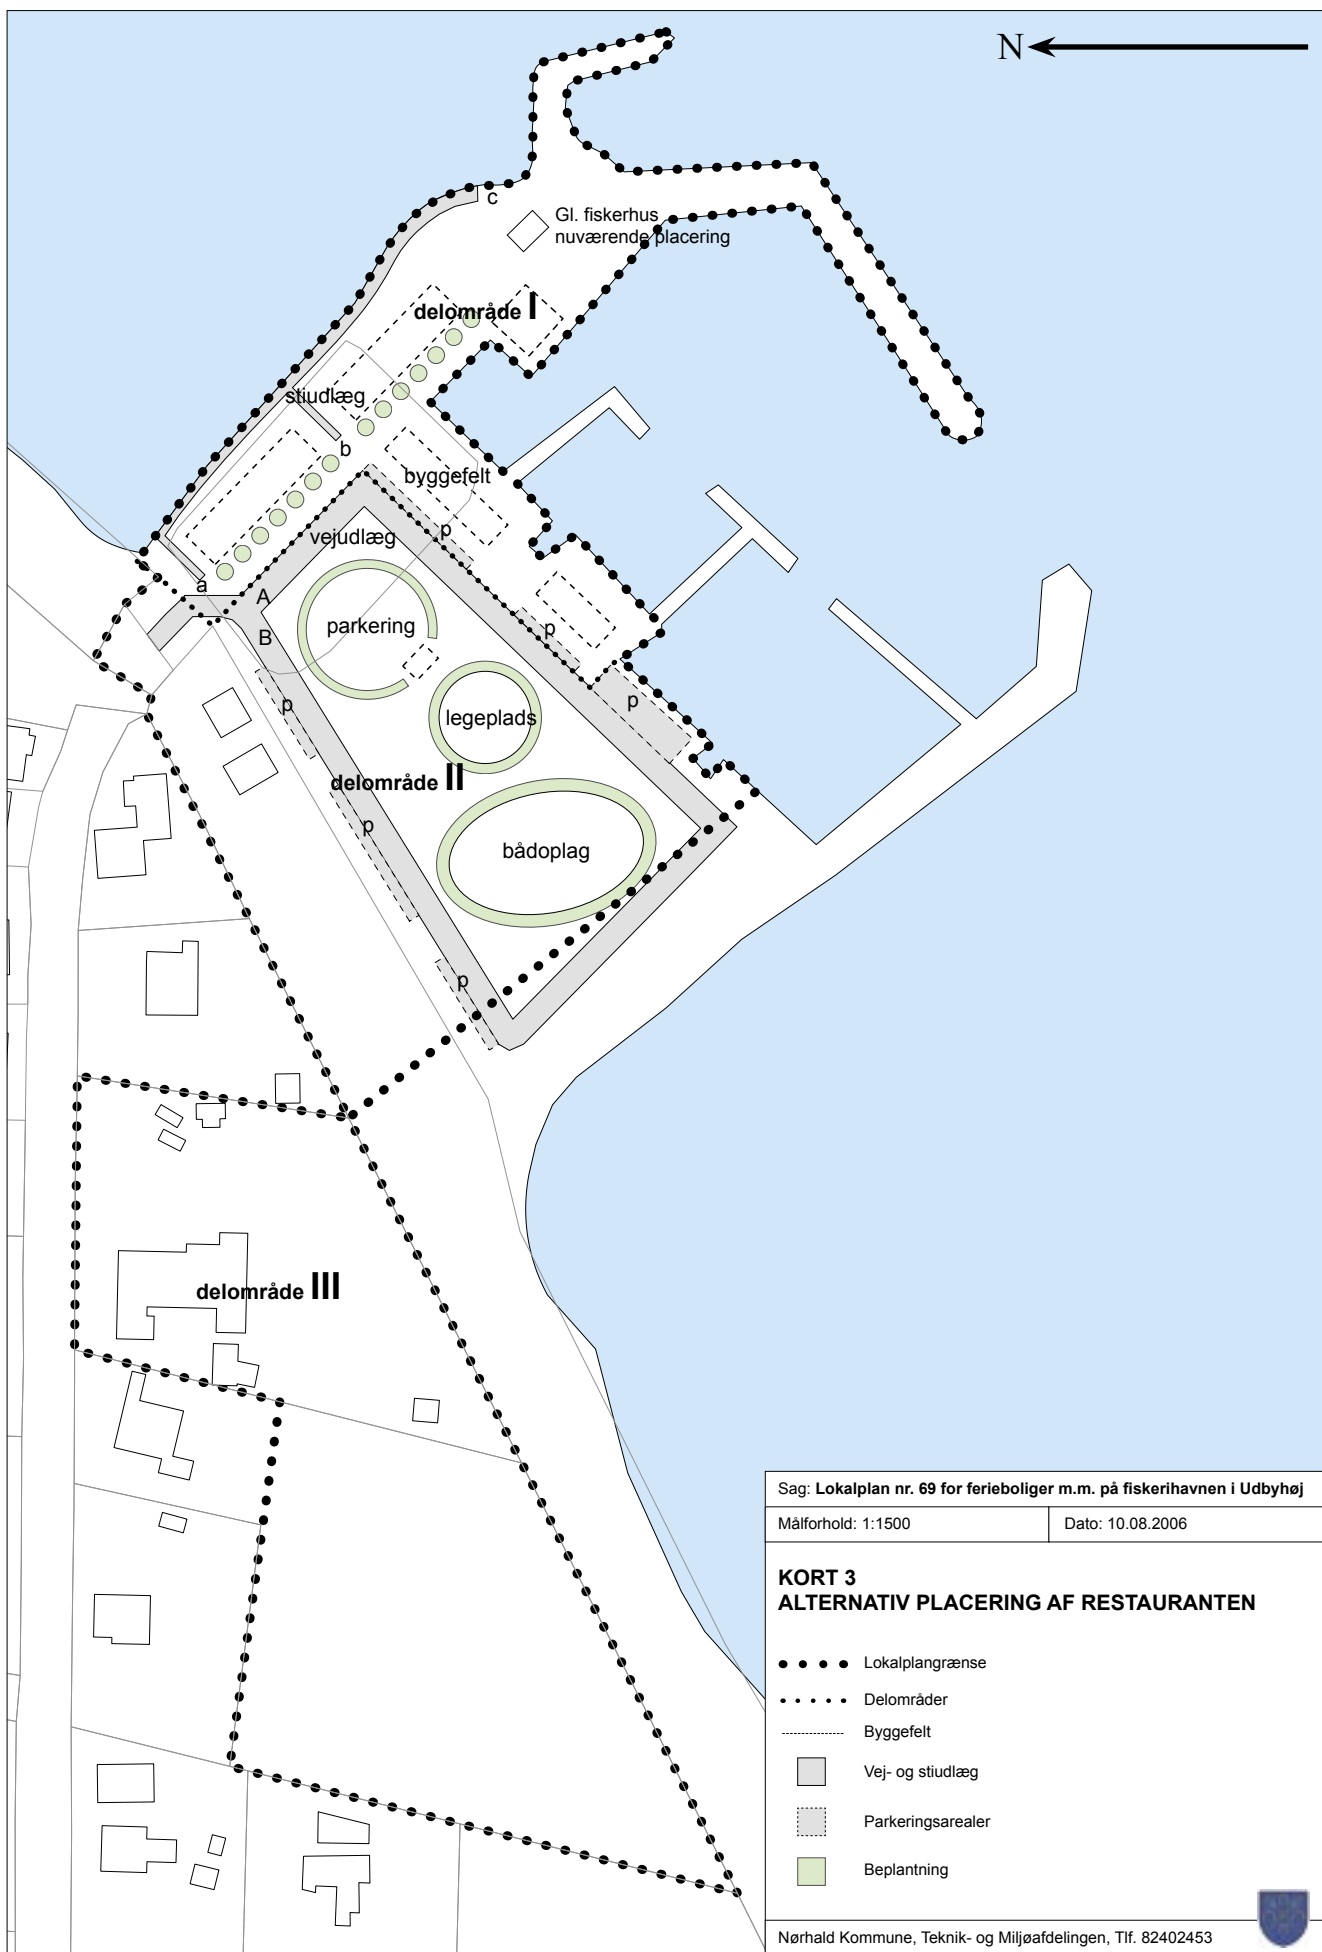 N
c
Gl. fiskerhus
nuværende placering
delområde I
stiudlæg
b
byggefelt
p
vejudlæg
a
A
parkering
B
p
p
p
legeplads
delområde II
p
bådoplag
p
delområde III
Sag: Lokalplan nr. 69 for ferieboliger m.m. på fiskerihavnen i Udbyhøj
Målforhold: 1:1500
Dato: 10.08.2006
KORT 3
ALTERNATIV PLACERING AF RESTAURANTEN
Lokalplangrænse
Delområder
Byggefelt
Vej- og stiudlæg
Parkeringsarealer
Beplantning
Nørhald Kommune, Teknik- og Miljøafdelingen, Tlf. 82402453